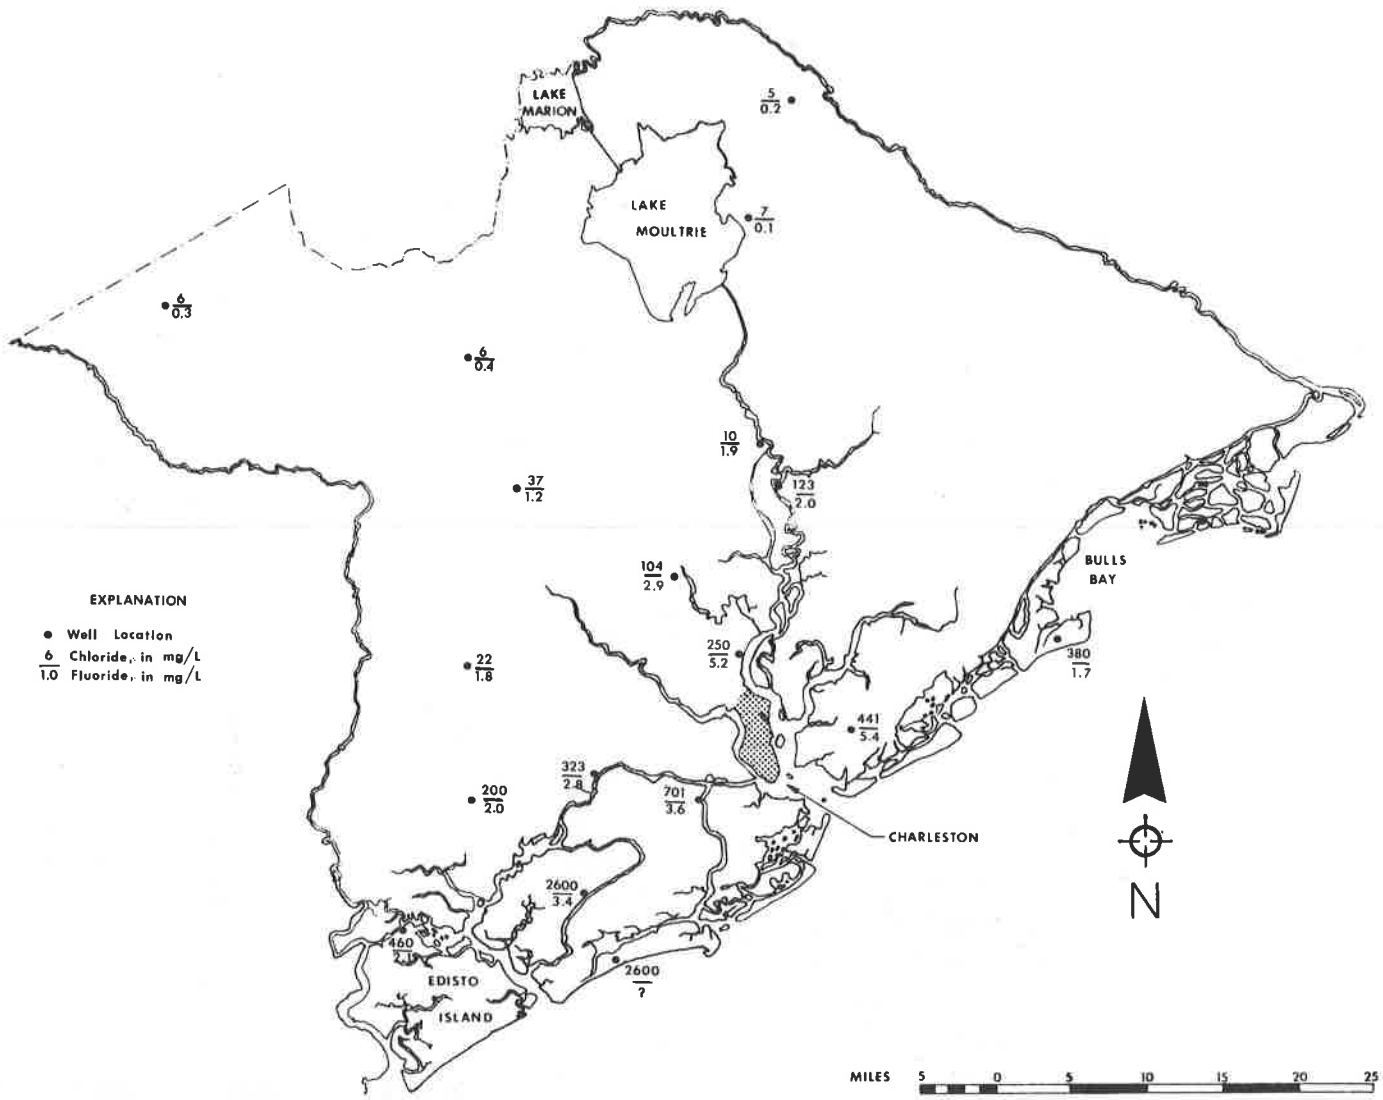 LAKE
MARION
5
0.2
LAKE
MOULTRIE
7
0.1
6
0.3
6
0.4
10
1.9
37
1.2
123
2.0
104
2.9
BULLS
BAY
EXPLANATION
Well Location
6 Chloride, in mg/L
1.0 Fluoride, in mg/L
250
5.2
380
1.7
22
1.8
441
5.4
323
2.8
200
2.0
701
3.6
CHARLESTON
2600
3.4
N
460
2.1
2600
?
EDISTO
ISLAND
MILES 5 0 5 10 15 20 25